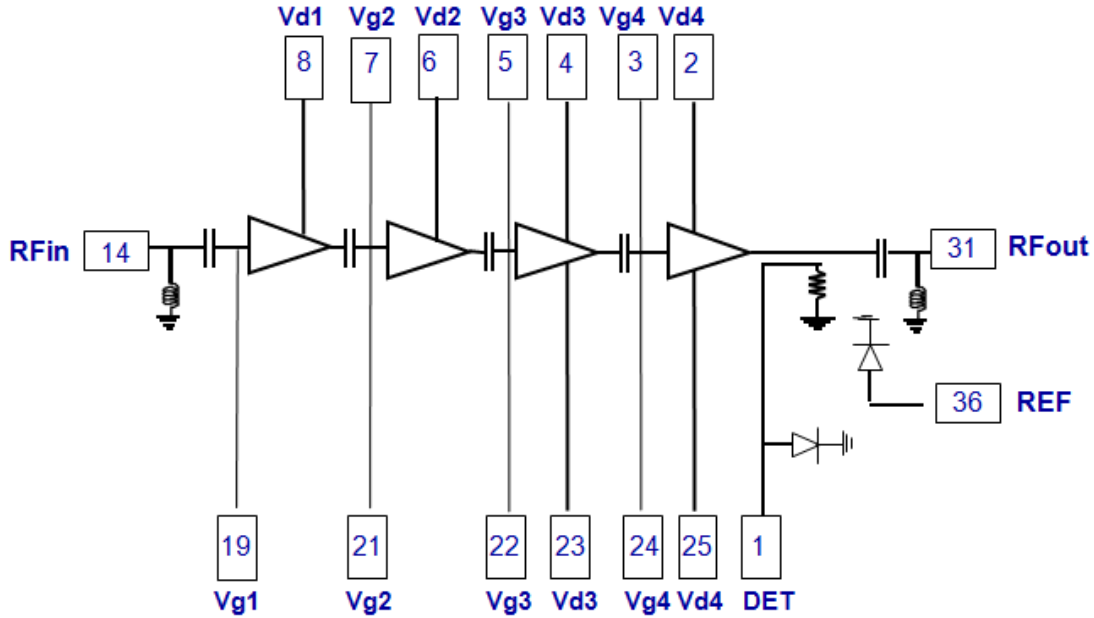 Vd1 Vg2 Vd2 Vg3 Vd3 Vg4 Vd4
8 7 6 5 4 3 2
RFin 14 31 RFout
36 REF
19 21 22 23 24 25 1
Vg1 Vg2 Vg3 Vd3 Vg4 Vd4 DET